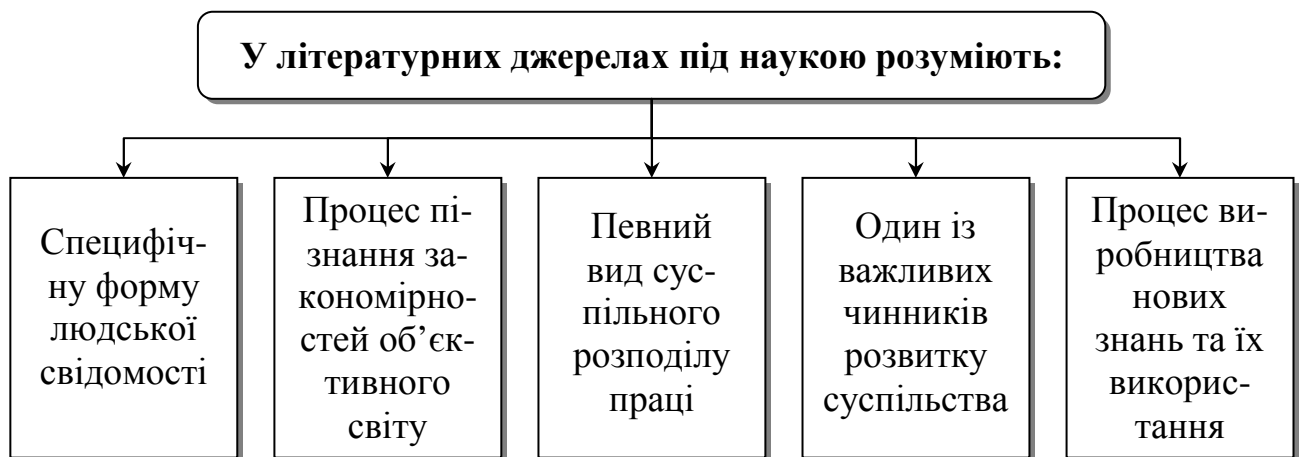 У літературних джерелах під наукою розуміють:
Специфіч-
ну форму
людської
свідомості
Процес пі-
знання за-
кономірно-
стей об’єк-
тивного
світу
Певний
вид сус-
пільного
розподілу
праці
Один із
важливих
чинників
розвитку
суспільства
Процес ви-
робництва
нових
знань та їх
викорис-
тання